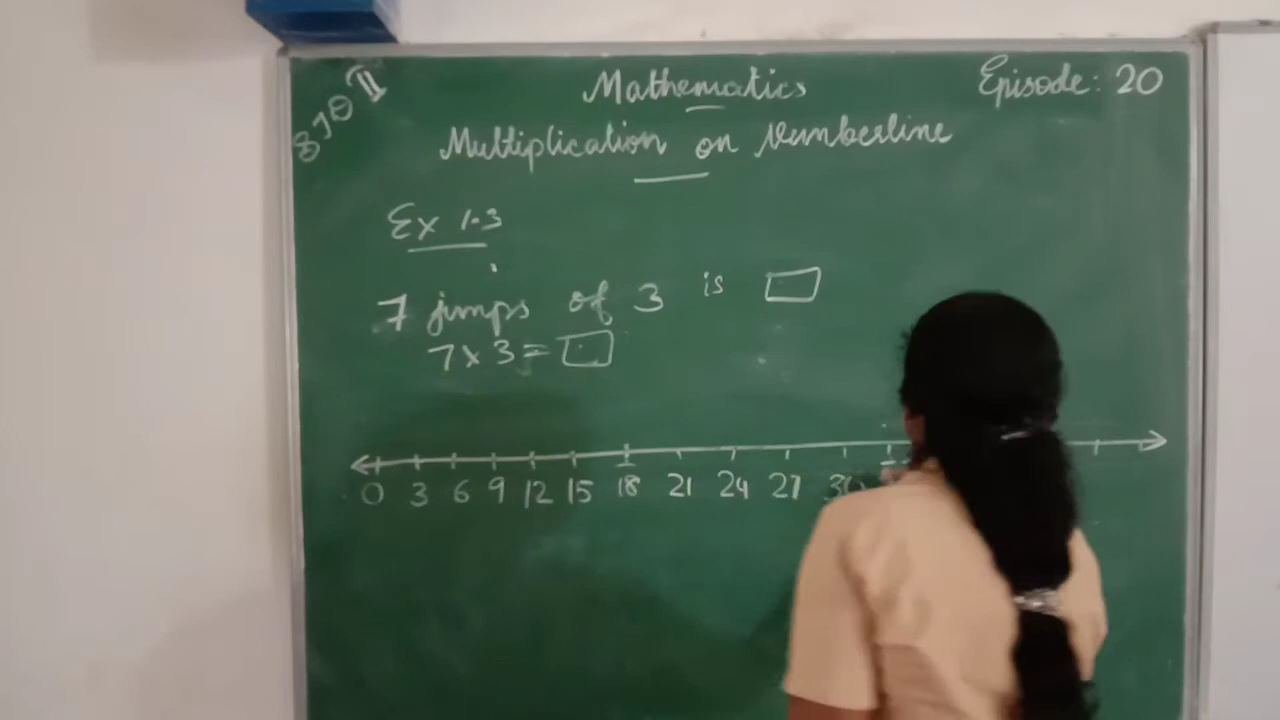 Mathematics
Episode: 20
Multiplication on Numberline
Ex 1.3
7 jumps of 3 is
7 x 3 =
0 3 6 9 12 15 18 21 24 27 30